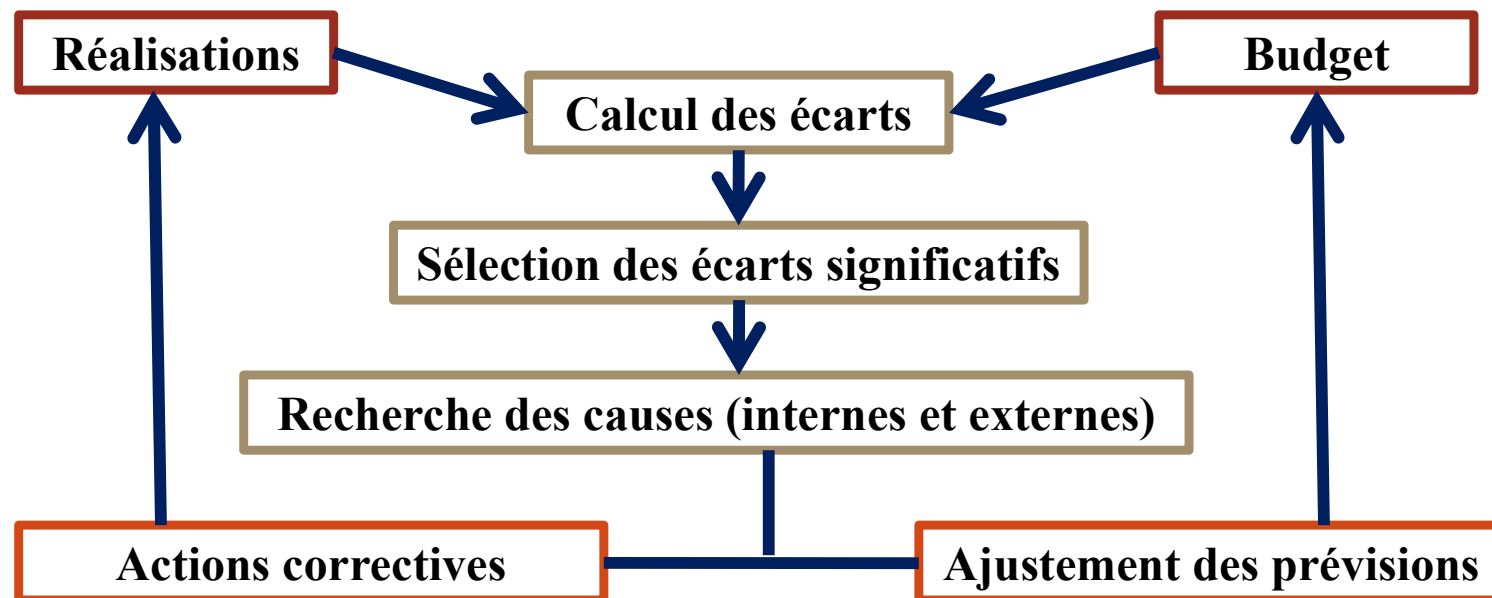 Réalisations
Budget
Calcul des écarts
Sélection des écarts significatifs
Recherche des causes (internes et externes)
Actions correctives
Ajustement des prévisions